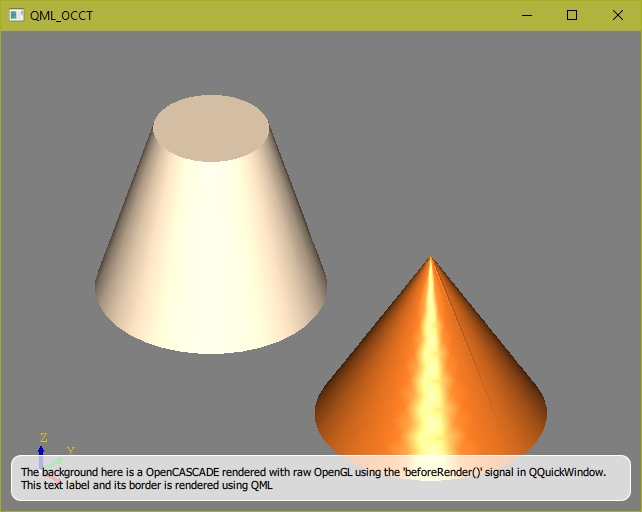 QML_OCCT
Z
Y
The background here is a OpenCASCADE rendered with raw OpenGL using the 'beforeRender()' signal in QQuickWindow.
This text label and its border is rendered using QML